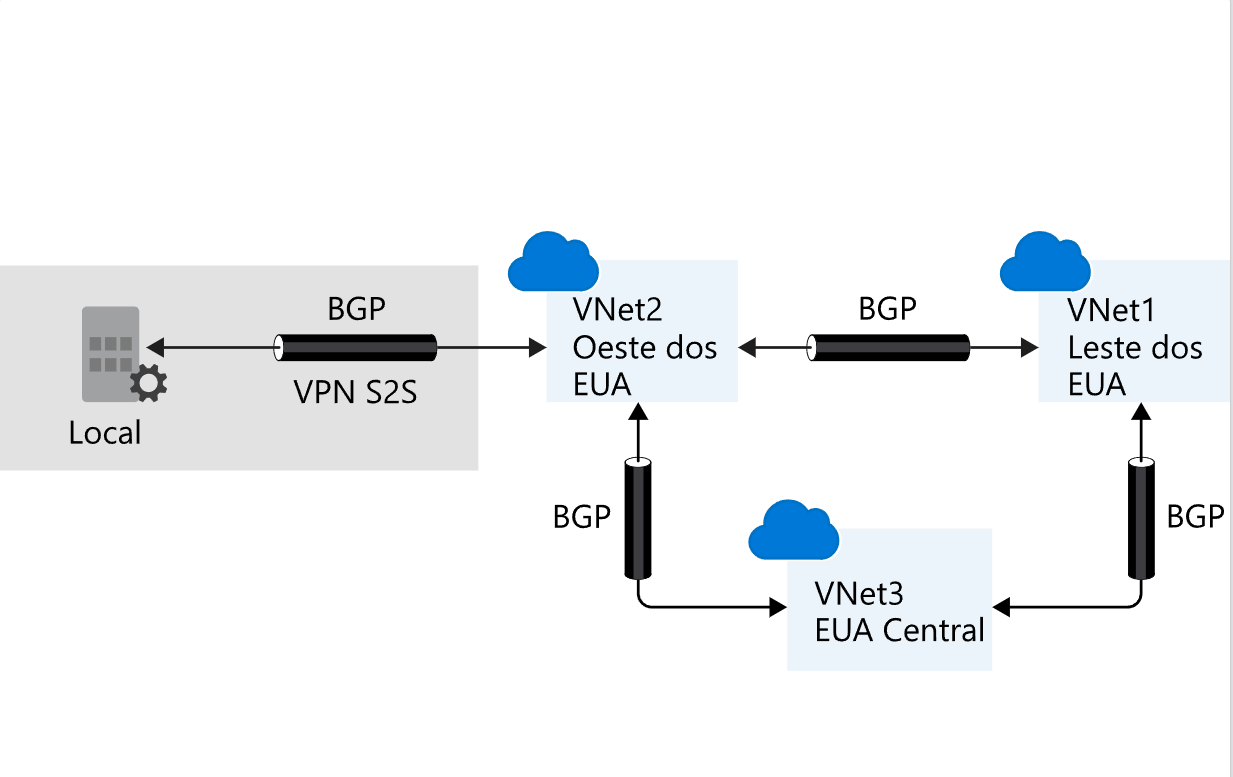 BGP
VPN S2S
Local
VNet2
Oeste dos
EUA
BGP
VNet1
Leste dos
EUA
BGP
VNet3
EUA Central
BGP